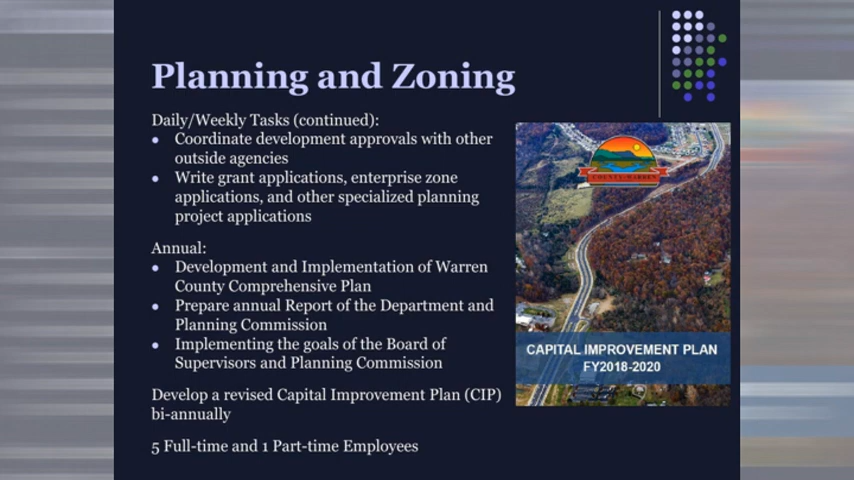 Planning and Zoning
Daily/Weekly Tasks (continued):
• Coordinate development approvals with other
outside agencies
• Write grant applications, enterprise zone
applications, and other specialized planning
project applications
Annual:
• Development and Implementation of Warren
County Comprehensive Plan
• Prepare annual Report of the Department and
Planning Commission
• Implementing the goals of the Board of
Supervisors and Planning Commission
Develop a revised Capital Improvement Plan (CIP)
bi-annually
5 Full-time and 1 Part-time Employees
COUNTY WARREN
CAPITAL IMPROVEMENT PLAN
FY2018-2020